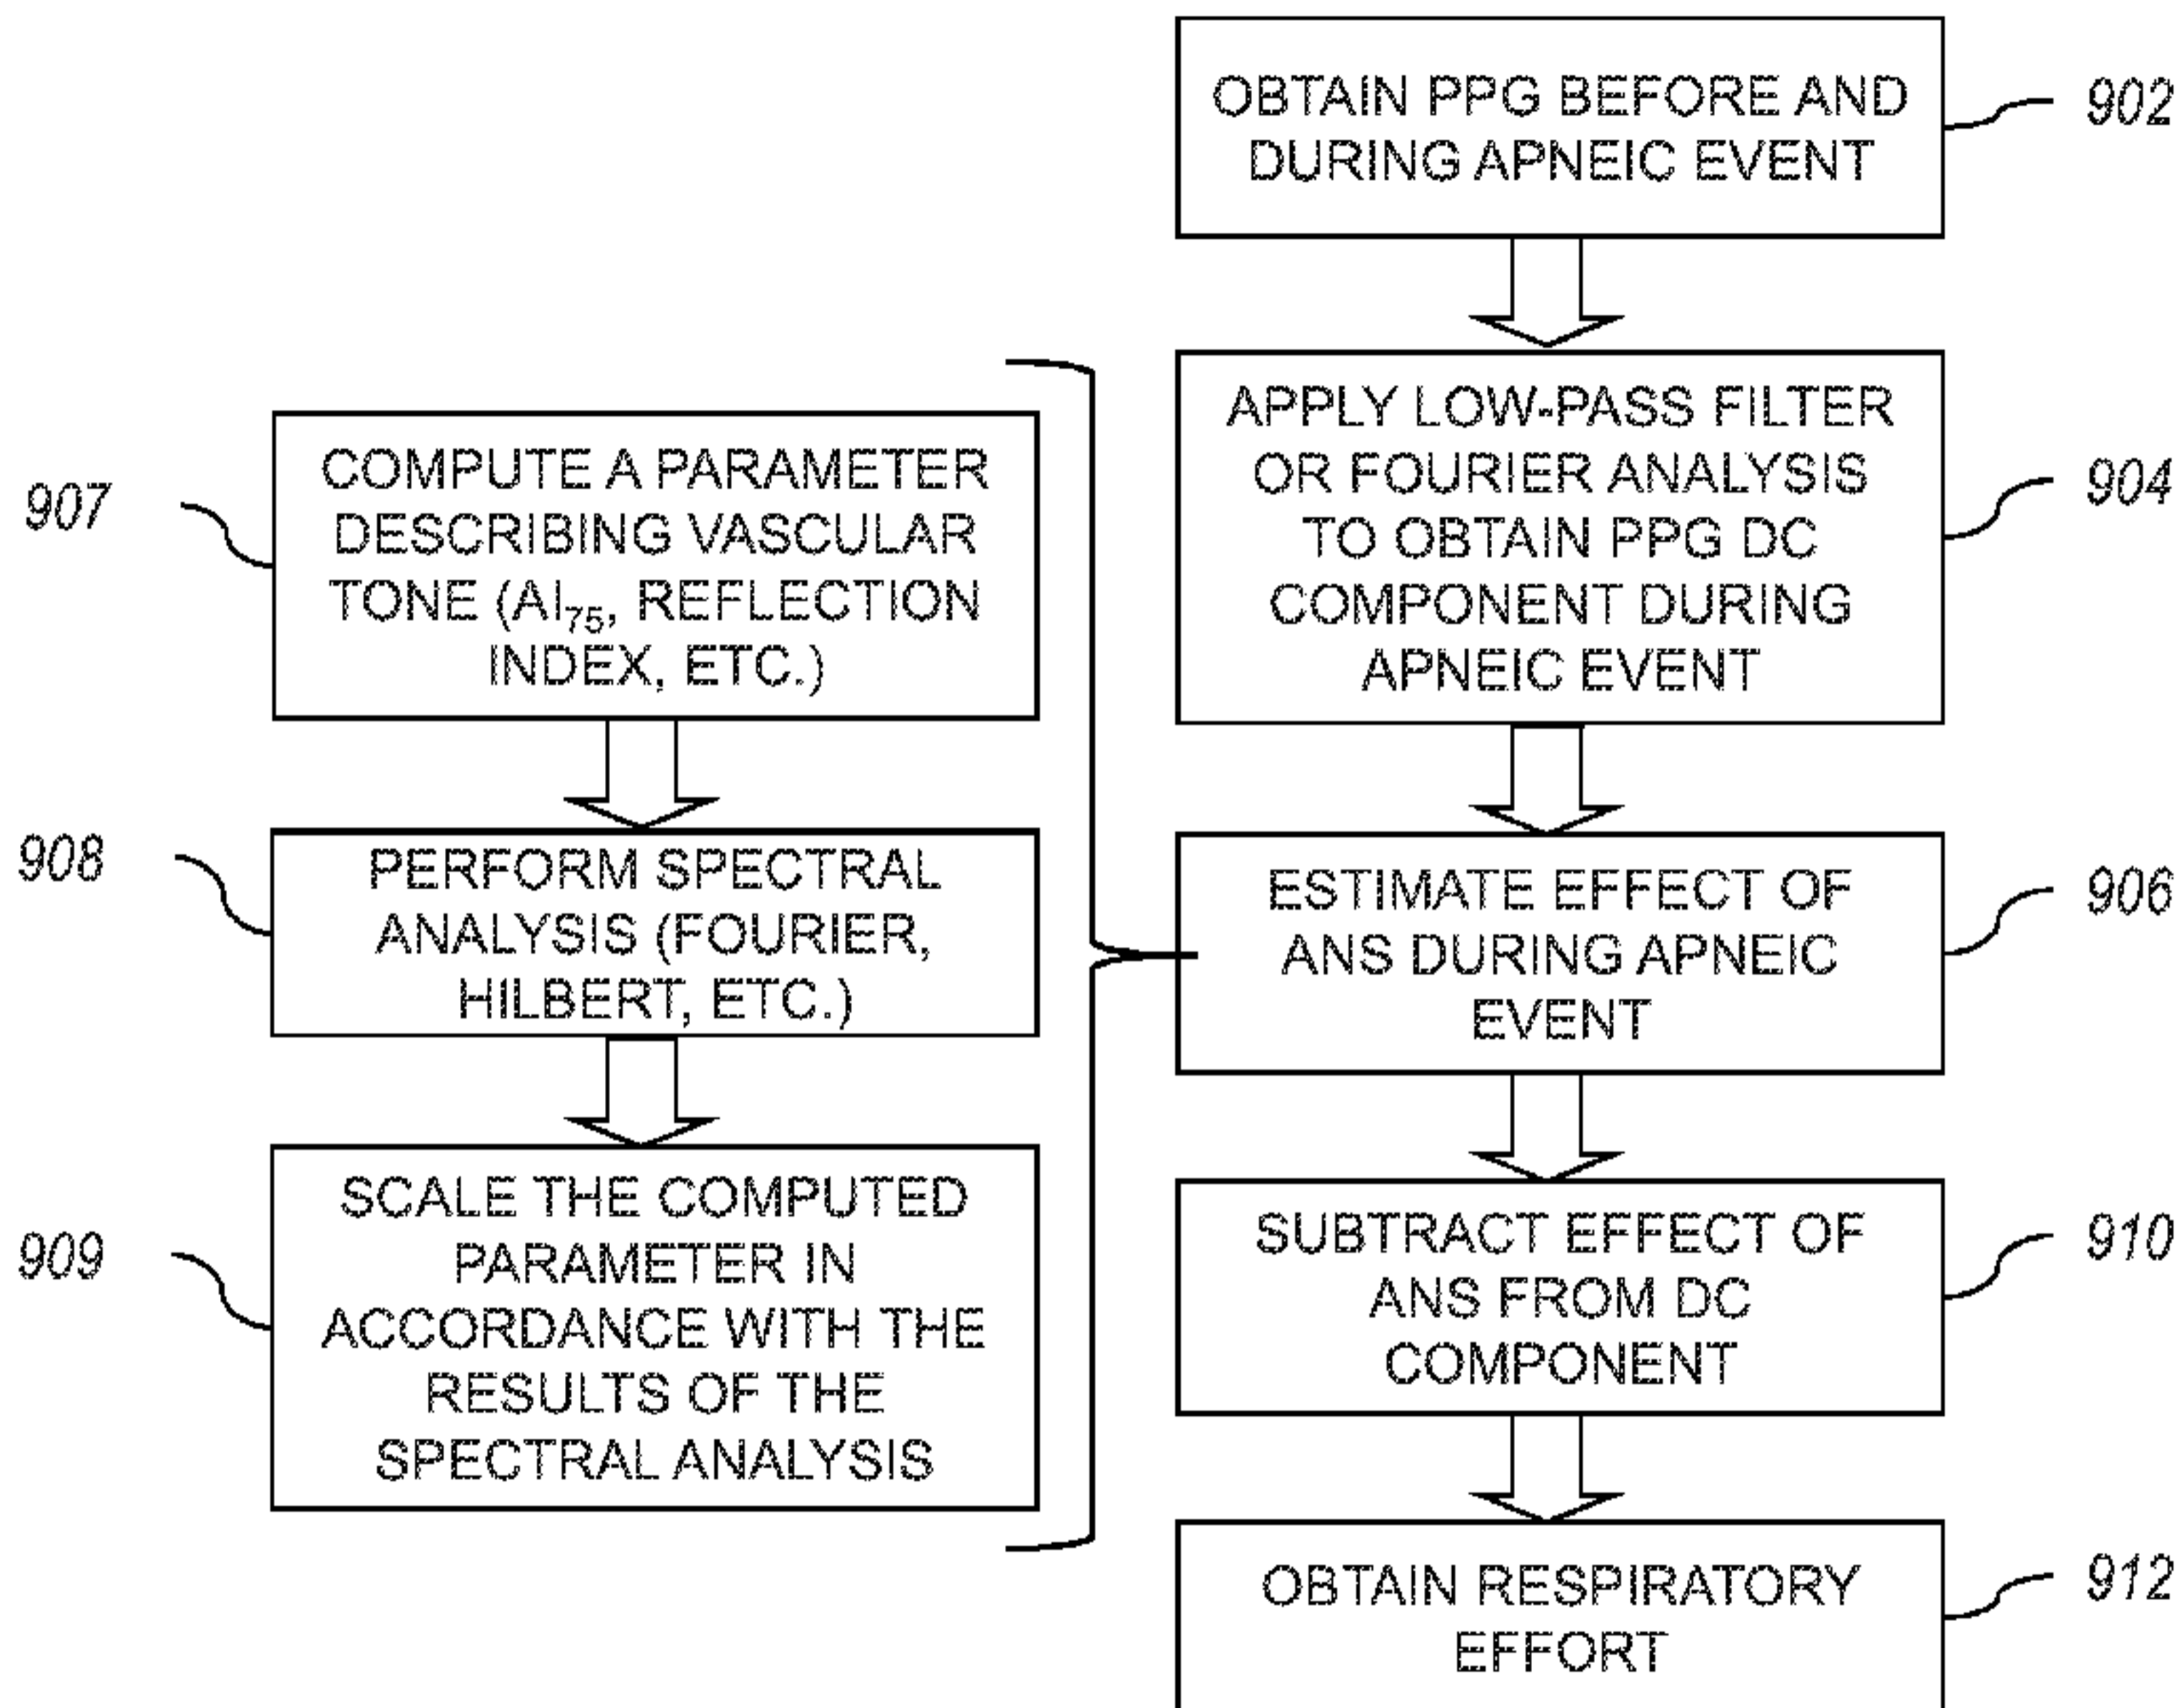 OBTAIN PPG BEFORE AND
DURING APNEIC EVENT
902
APPLY LOW-PASS FILTER
OR FOURIER ANALYSIS
TO OBTAIN PPG DC
COMPONENT DURING
APNEIC EVENT
904
ESTIMATE EFFECT OF
ANS DURING APNEIC
EVENT
906
907
COMPUTE A PARAMETER
DESCRIBING VASCULAR
TONE (AI75, REFLECTION
INDEX, ETC.)
908
PERFORM SPECTRAL
ANALYSIS (FOURIER,
HILBERT, ETC.)
909
SCALE THE COMPUTED
PARAMETER IN
ACCORDANCE WITH THE
RESULTS OF THE
SPECTRAL ANALYSIS
SUBTRACT EFFECT OF
ANS FROM DC
COMPONENT
910
OBTAIN RESPIRATORY
EFFORT
912